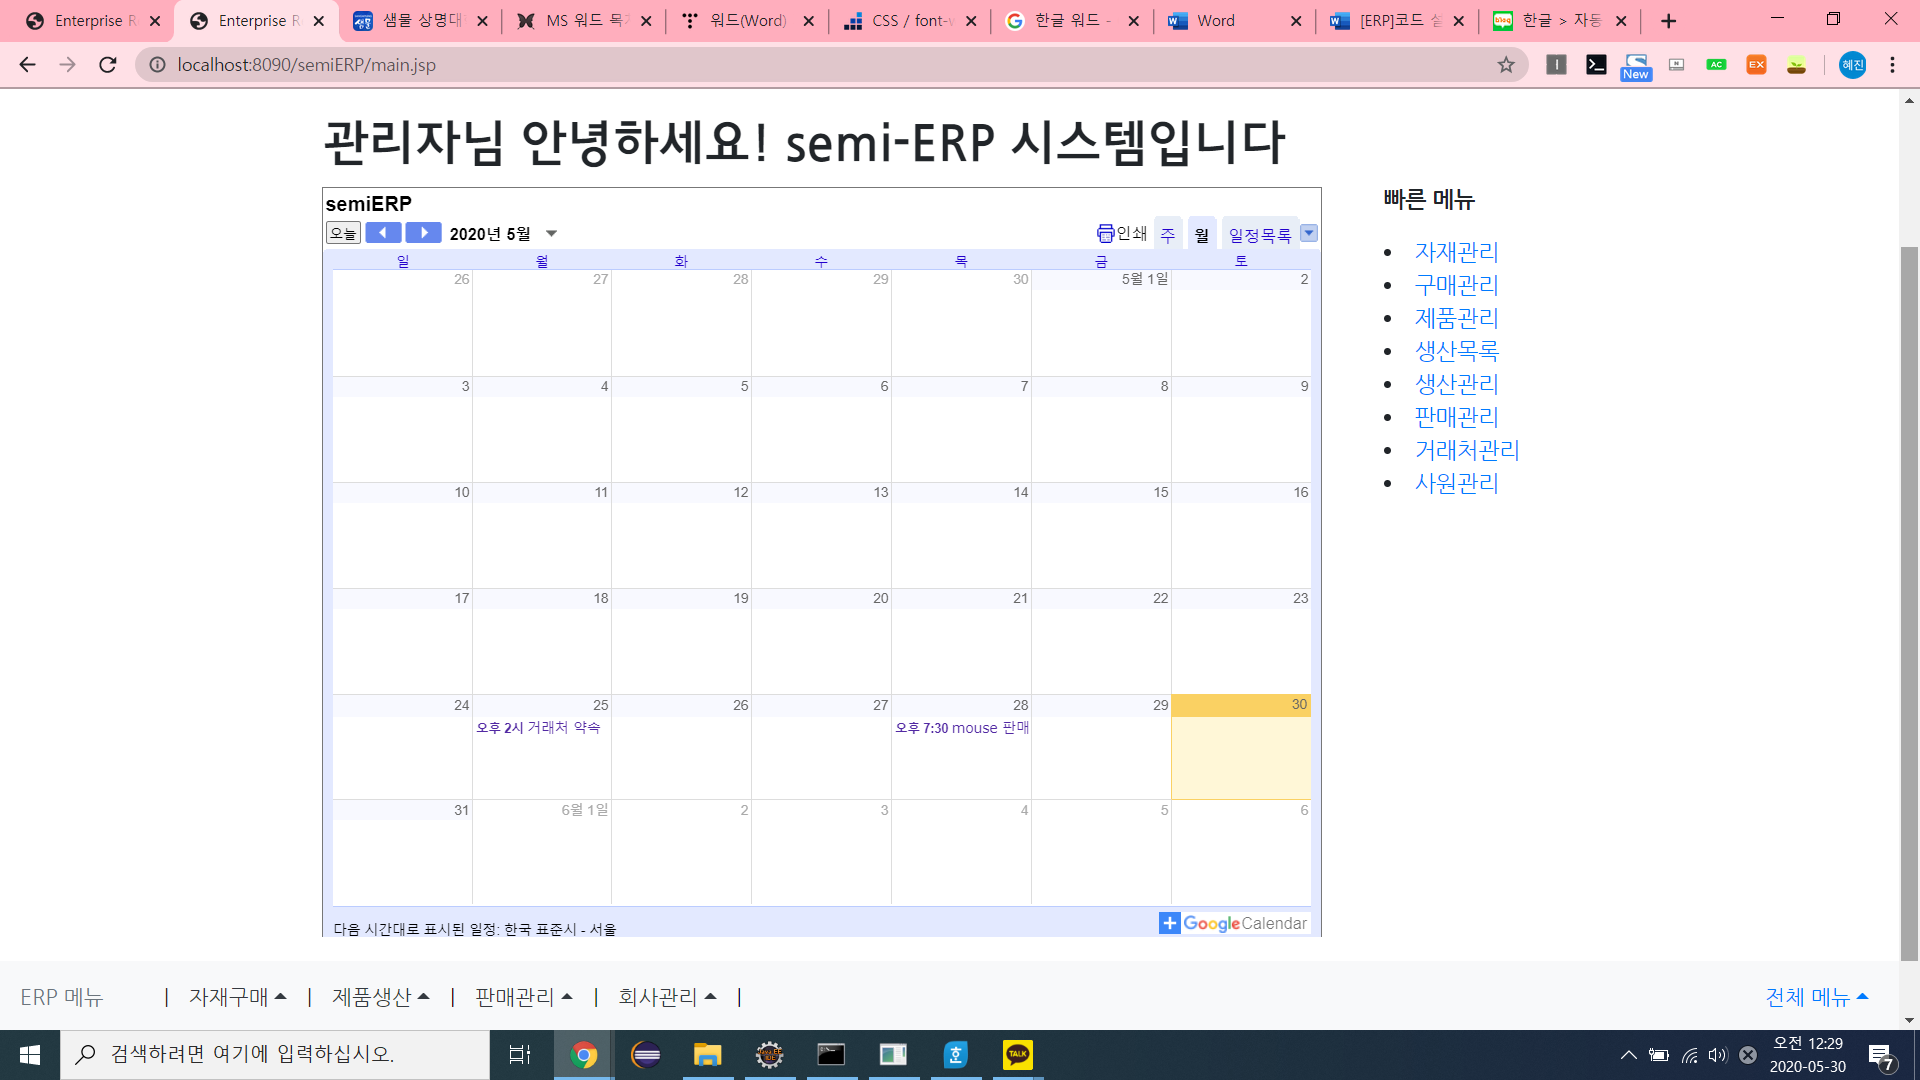 Enterprise R
Enterprise R
샘물 상명대
MS 워드 목
워드(Word)
CSS / font-w
한글 워드 -
Word
[ERP]코드 설
한글 > 자동
localhost:8090/semiERP/main.jsp
New
AC
EX
혜진
관리자님 안녕하세요! semi-ERP 시스템입니다
semiERP
오늘
2020년 5월
인쇄 주 월 일정목록
일 월 화 수 목 금 토
26 27 28 29 30 5월 1일 2
3 4 5 6 7 8 9
10 11 12 13 14 15 16
17 18 19 20 21 22 23
24 25 26 27 28 29 30
오후 2시 거래처 약속
오후 7:30 mouse 판매
31 6월 1일 2 3 4 5 6
다음 시간대로 표시된 일정: 한국 표준시 - 서울
Google Calendar
빠른 메뉴
자재관리
구매관리
제품관리
생산목록
생산관리
판매관리
거래처관리
사원관리
ERP 메뉴 | 자재구매 | 제품생산 | 판매관리 | 회사관리 |
전체 메뉴
검색하려면 여기에 입력하십시오.
TALK
오전 12:29
2020-05-30
7